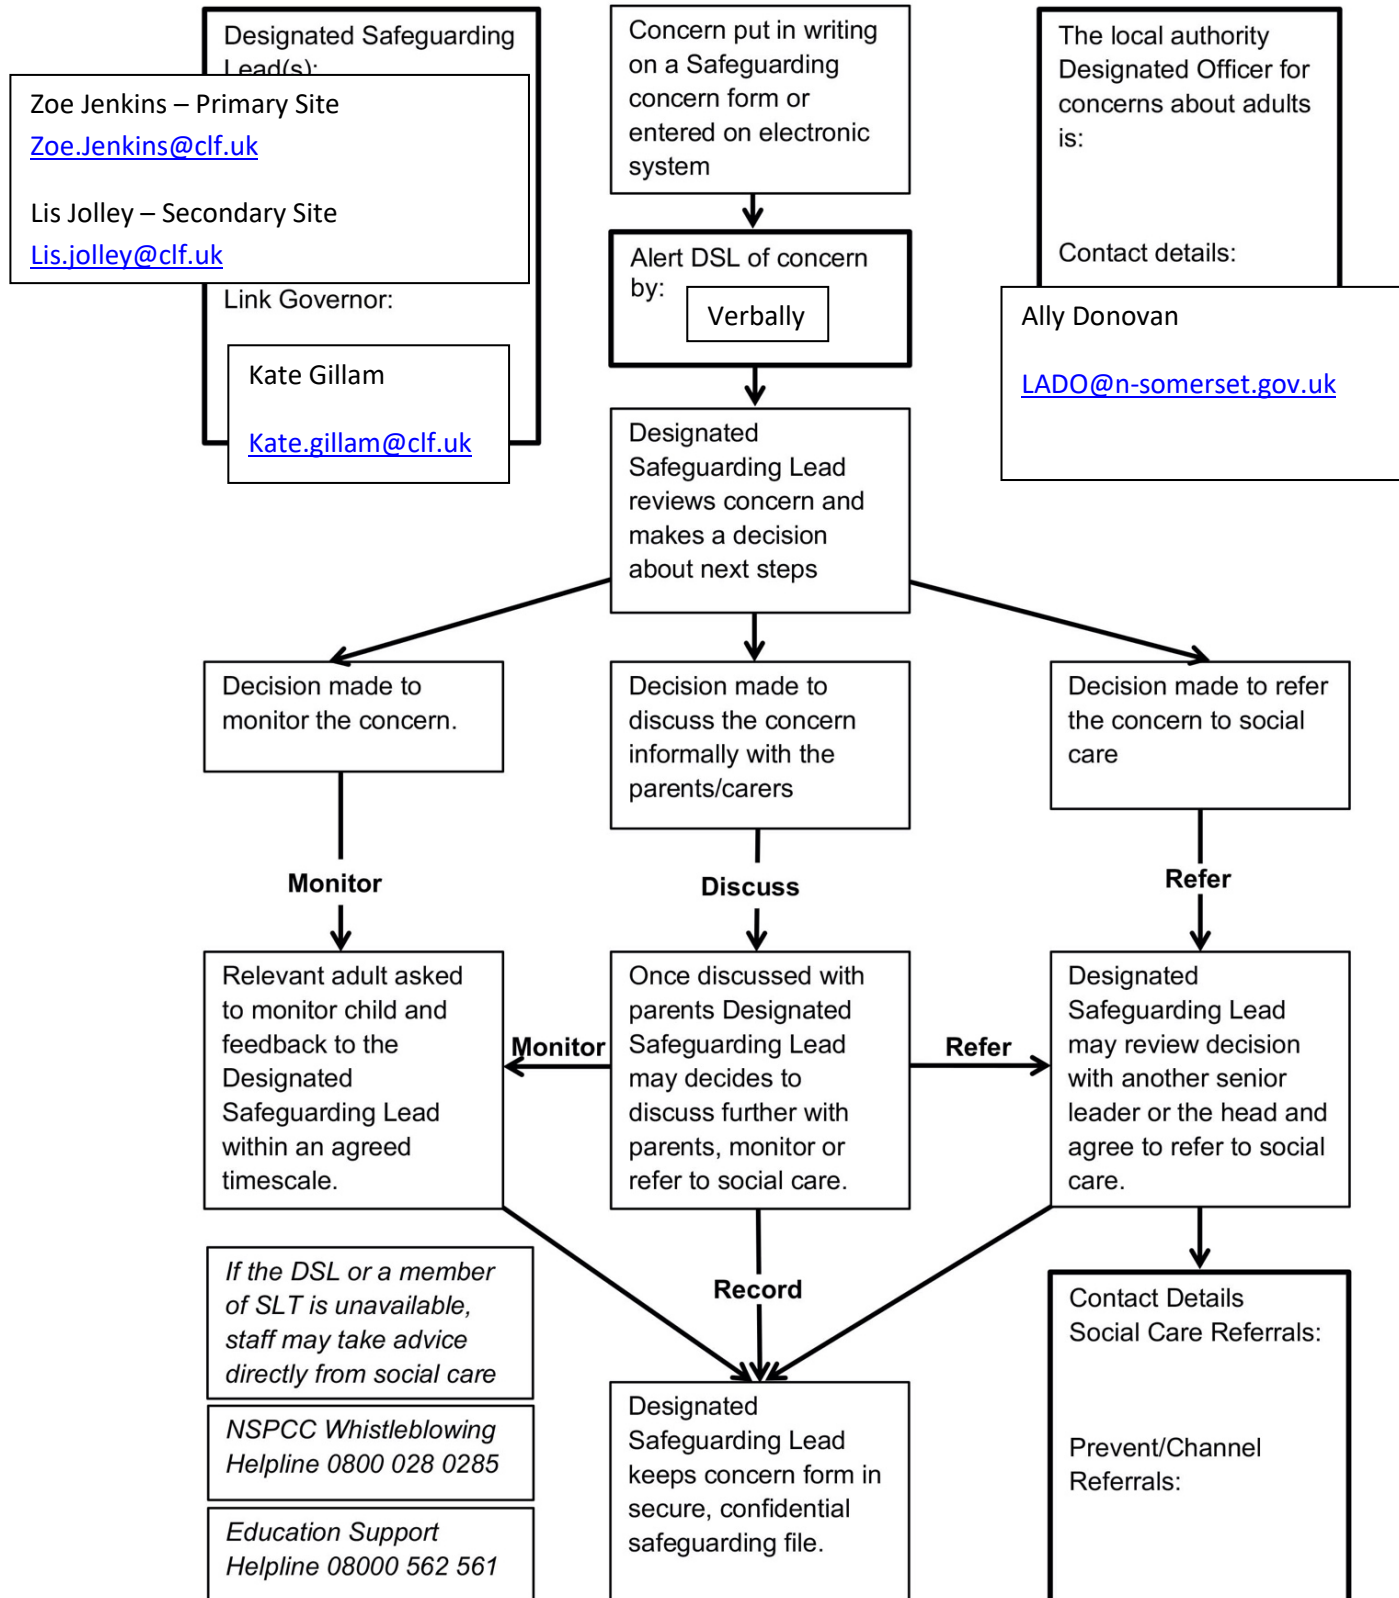 Designated Safeguarding
Lead(s):
Zoe Jenkins – Primary Site
Zoe.Jenkins@clf.uk
Lis Jolley – Secondary Site
Lis.jolley@clf.uk
Link Governor:
Kate Gillam
Kate.gillam@clf.uk
Concern put in writing
on a Safeguarding
concern form or
entered on electronic
system
Alert DSL of concern
by:
Verbally
The local authority
Designated Officer for
concerns about adults
is:
Contact details:
Ally Donovan
LADO@n-somerset.gov.uk
Designated
Safeguarding Lead
reviews concern and
makes a decision
about next steps
Decision made to
monitor the concern.
Decision made to
discuss the concern
informally with the
parents/carers
Decision made to refer
the concern to social
care
Monitor
Discuss
Refer
Relevant adult asked
to monitor child and
feedback to the
Designated
Safeguarding Lead
within an agreed
timescale.
Monitor
Once discussed with
parents Designated
Safeguarding Lead
may decides to
discuss further with
parents, monitor or
refer to social care.
Refer
Designated
Safeguarding Lead
may review decision
with another senior
leader or the head and
agree to refer to social
care.
If the DSL or a member
of SLT is unavailable,
staff may take advice
directly from social care
NSPCC Whistleblowing
Helpline 0800 028 0285
Education Support
Helpline 08000 562 561
Record
Designated
Safeguarding Lead
keeps concern form in
secure, confidential
safeguarding file.
Contact Details
Social Care Referrals:
Prevent/Channel
Referrals: